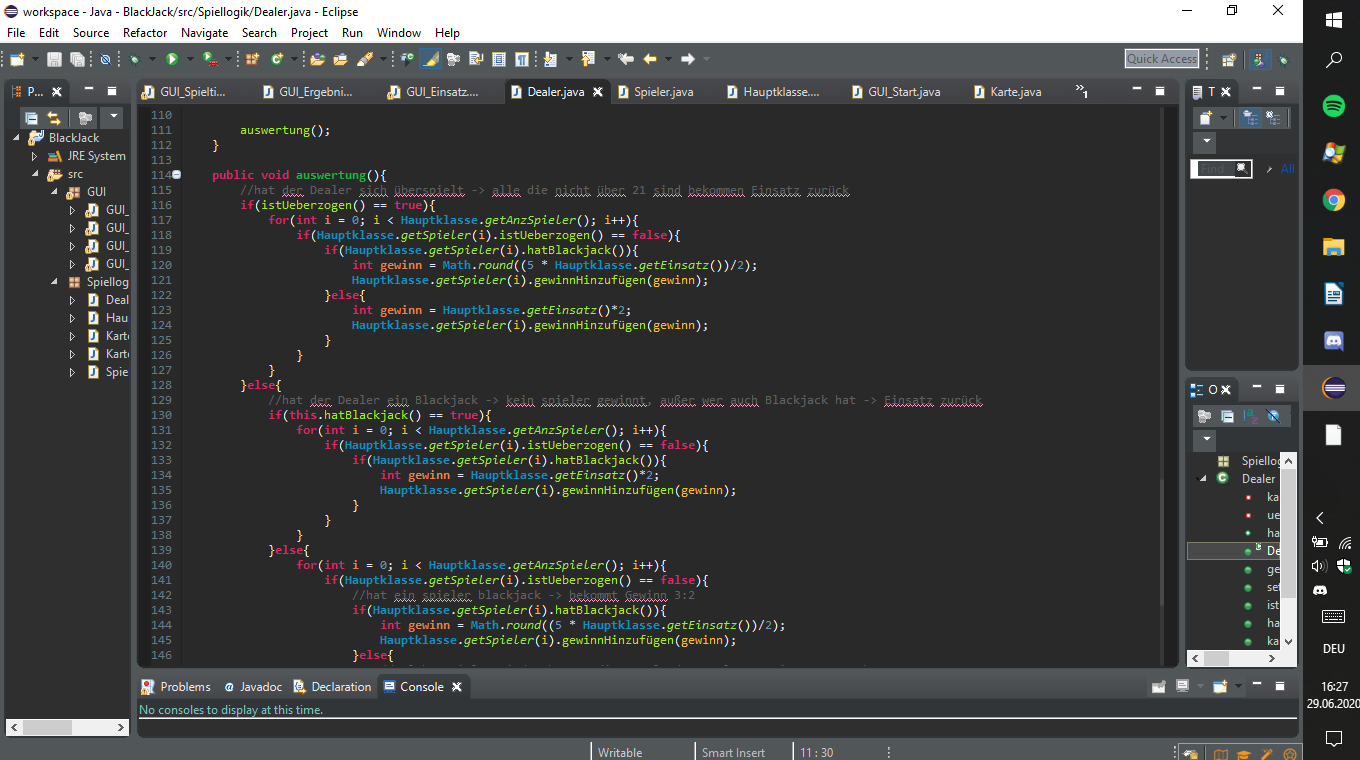 workspace - Java - BlackJack/src/Spiellogik/Dealer.java - Eclipse
File Edit Source Refactor Navigate Search Project Run Window Help
Quick Access
P...
GUI_Spielti... GUI_Ergebni... GUI_Einsatz.... Dealer.java Spieler.java Hauptklasse.... GUI_Start.java Karte.java »1
T
BlackJack
JRE System
src
GUI
GUI_
GUI_
GUI_
GUI_
Spiellog
Deal
Hau
Karte
Karte
Spie
110
111 auswertung();
112 }
113
114 public void auswertung(){
115 //hat der Dealer sich überspielt -> alle die nicht über 21 sind bekommen Einsatz zurück
116 if(istUeberzogen() == true){
117 for(int i = 0; i < Hauptklasse.getAnzSpieler(); i++){
118 if(Hauptklasse.getSpieler(i).istUeberzogen() == false){
119 if(Hauptklasse.getSpieler(i).hatBlackjack()){
120 int gewinn = Math.round((5 * Hauptklasse.getEinsatz())/2);
121 Hauptklasse.getSpieler(i).gewinnHinzufügen(gewinn);
122 }else{
123 int gewinn = Hauptklasse.getEinsatz()*2;
124 Hauptklasse.getSpieler(i).gewinnHinzufügen(gewinn);
125 }
126 }
127 }
128 }else{
129 //hat der Dealer ein Blackjack -> kein spieler gewinnt, außer wer auch Blackjack hat -> Einsatz zurück
130 if(this.hatBlackjack() == true){
131 for(int i = 0; i < Hauptklasse.getAnzSpieler(); i++){
132 if(Hauptklasse.getSpieler(i).istUeberzogen() == false){
133 if(Hauptklasse.getSpieler(i).hatBlackjack()){
134 int gewinn = Hauptklasse.getEinsatz()*2;
135 Hauptklasse.getSpieler(i).gewinnHinzufügen(gewinn);
136 }
137 }
138 }
139 }else{
140 for(int i = 0; i < Hauptklasse.getAnzSpieler(); i++){
141 if(Hauptklasse.getSpieler(i).istUeberzogen() == false){
142 //hat ein spieler blackjack -> bekommt Gewinn 3:2
143 if(Hauptklasse.getSpieler(i).hatBlackjack()){
144 int gewinn = Math.round((5 * Hauptklasse.getEinsatz())/2);
145 Hauptklasse.getSpieler(i).gewinnHinzufügen(gewinn);
146 }else{
Find All
O
Spiellog
Dealer
ka
ue
ha
De
ge
set
ist
ha
ka
Problems Javadoc Declaration Console
No consoles to display at this time.
Writable Smart Insert 11 : 30
DEU
16:27
29.06.2020